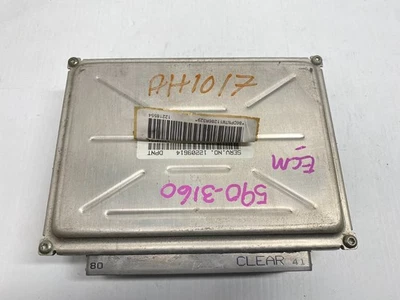 AH1017
SERV.NO. 12209614 DPNT
ECM
590-3160
80 CLEAR 41